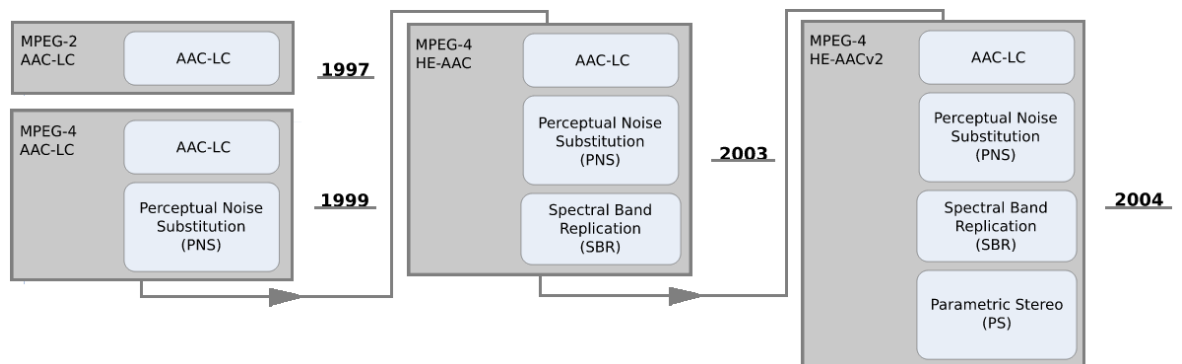 MPEG-2
AAC-LC
AAC-LC
1997
MPEG-4
AAC-LC
AAC-LC
Perceptual Noise
Substitution
(PNS)
1999
MPEG-4
HE-AAC
AAC-LC
Perceptual Noise
Substitution
(PNS)
Spectral Band
Replication
(SBR)
2003
MPEG-4
HE-AACv2
AAC-LC
Perceptual Noise
Substitution
(PNS)
Spectral Band
Replication
(SBR)
Parametric Stereo
(PS)
2004